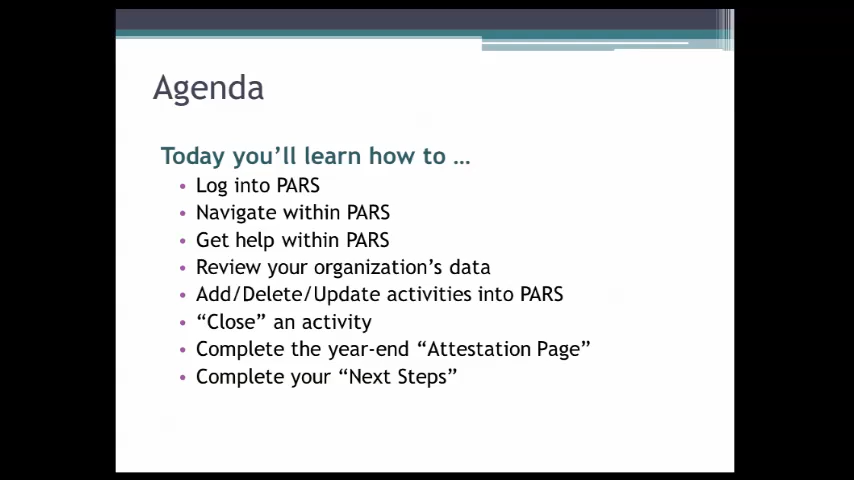 Agenda
Today you’ll learn how to …
• Log into PARS
• Navigate within PARS
• Get help within PARS
• Review your organization’s data
• Add/Delete/Update activities into PARS
• “Close” an activity
• Complete the year-end “Attestation Page”
• Complete your “Next Steps”